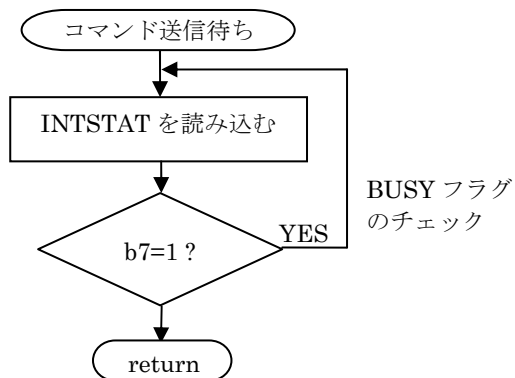 コマンド送信待ち
INTSTAT を読み込む
BUSY フラグ
のチェック
YES
b7=1 ?
return